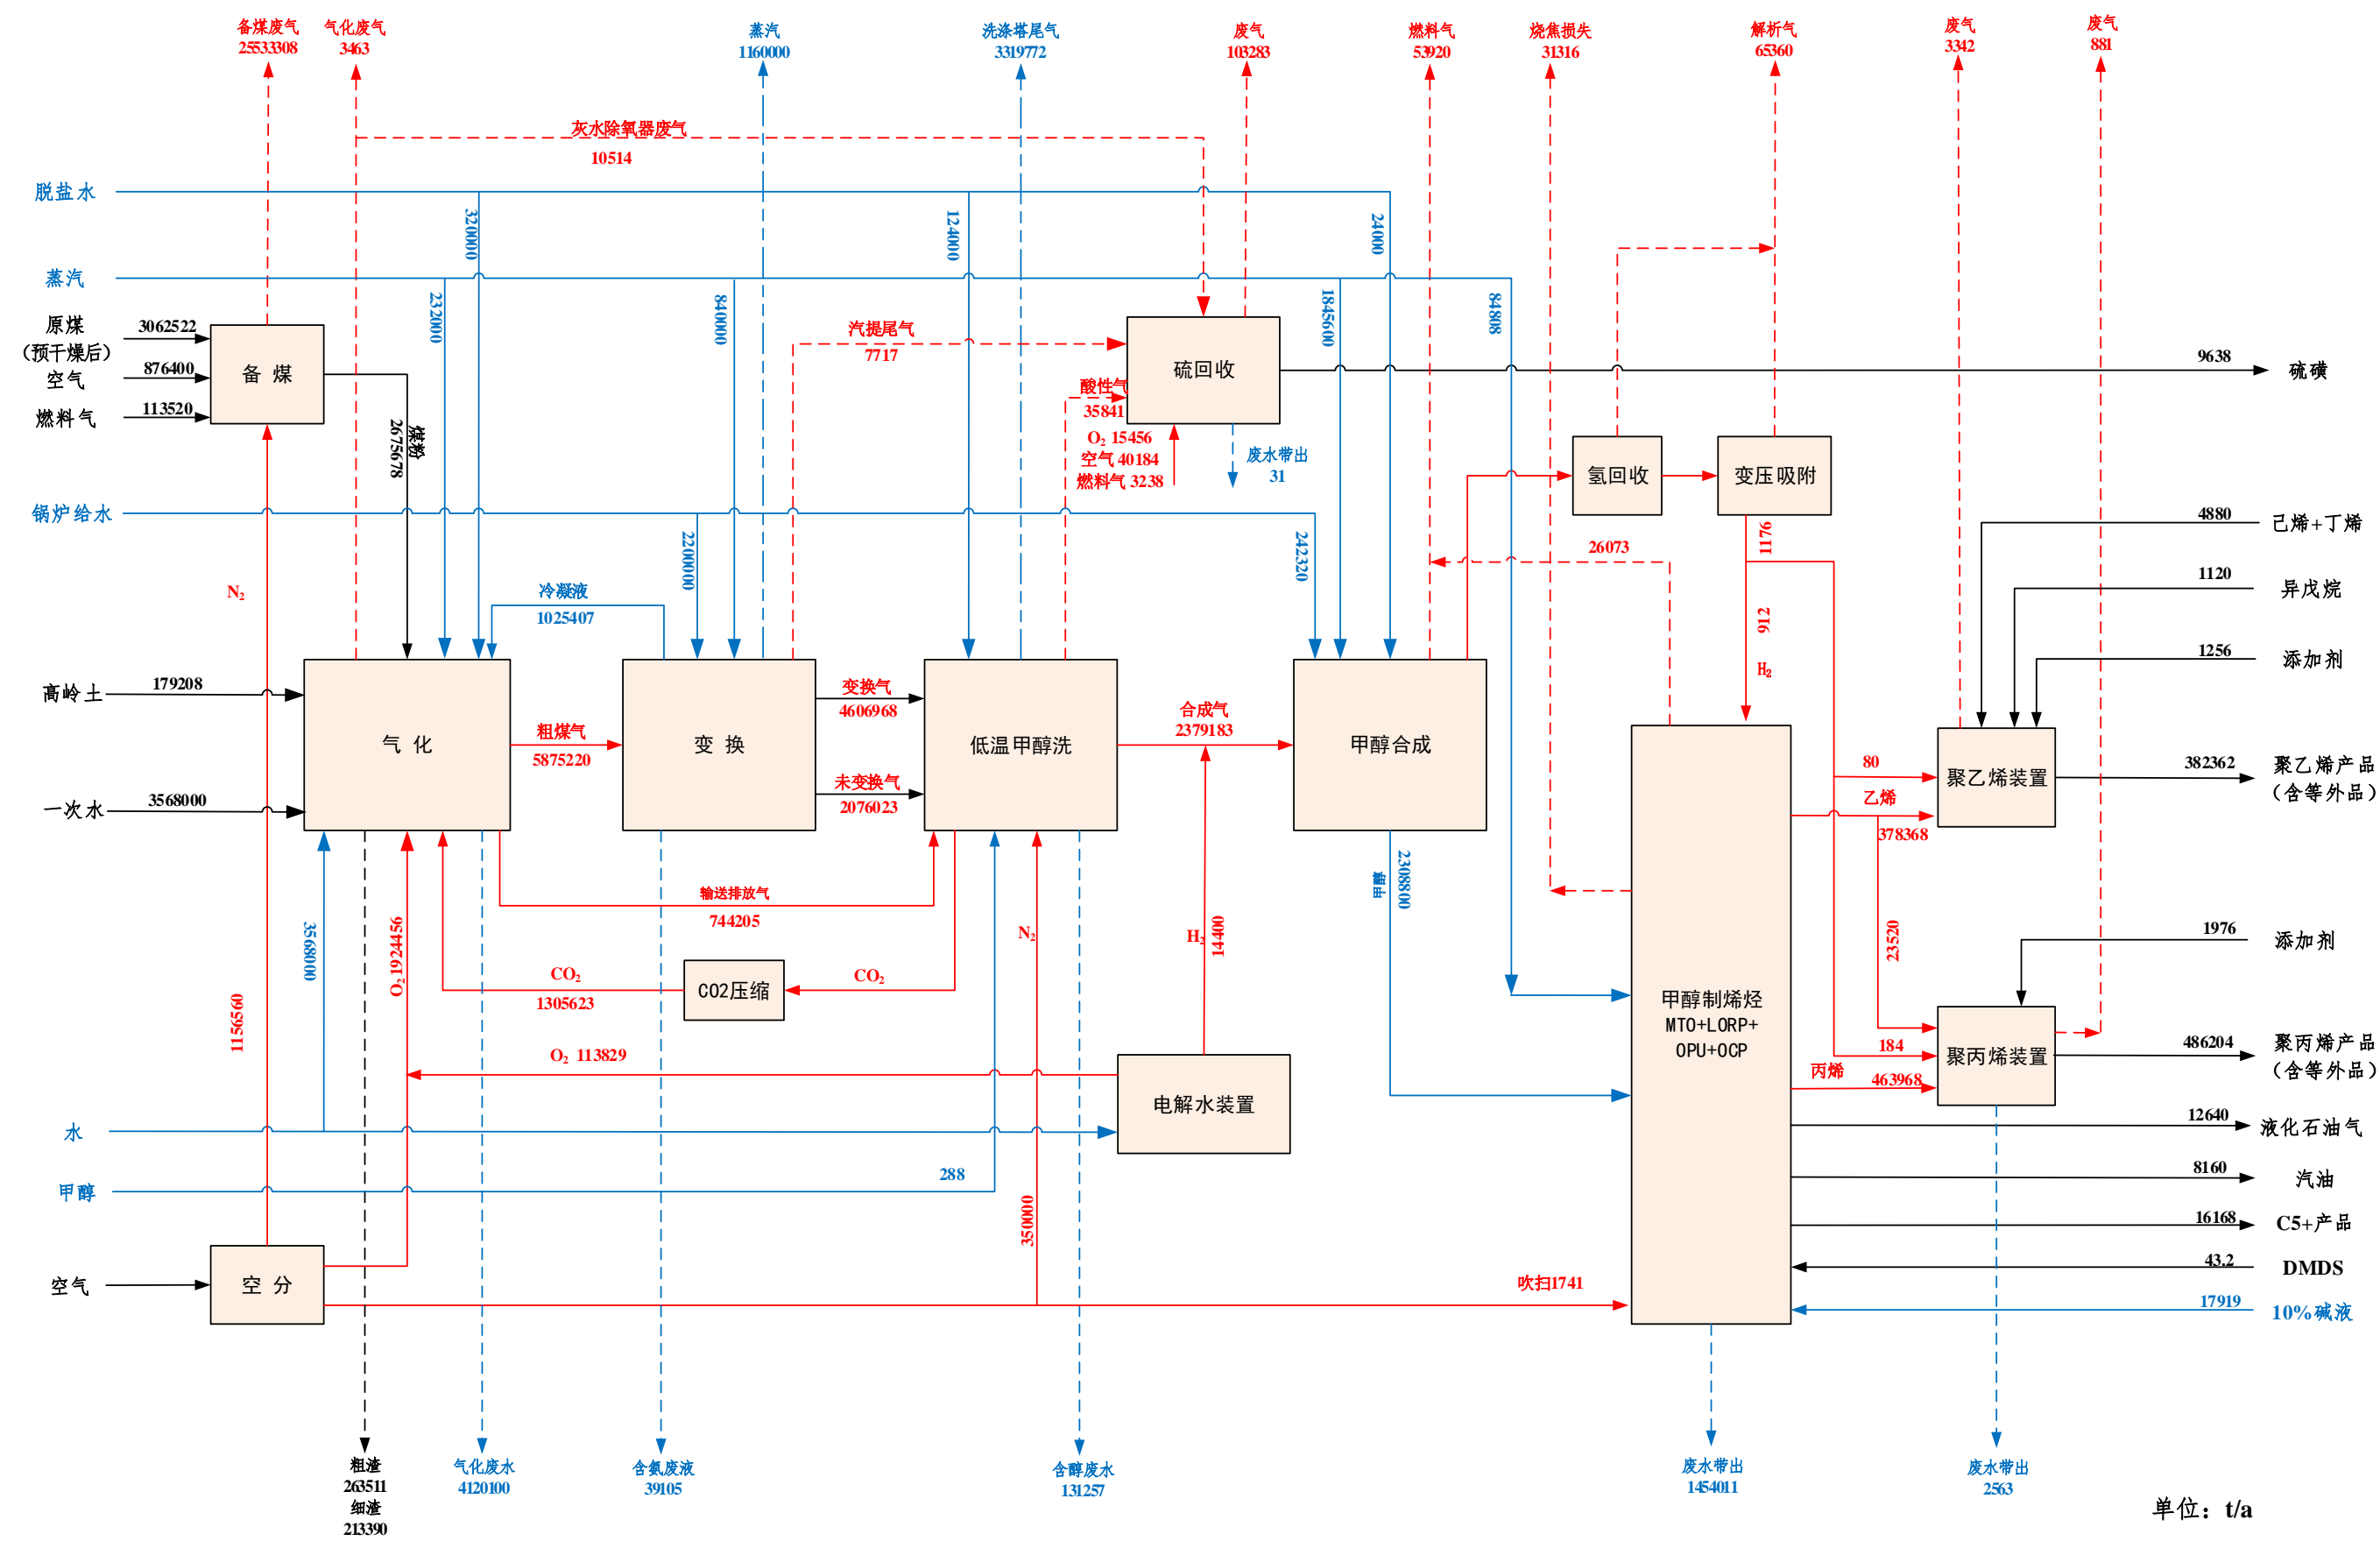 备煤废气
25533308
气化废气
3463
蒸汽
1160000
洗涤塔尾气
3319772
废气
103283
燃料气
53920
烧焦损失
31316
解析气
65360
废气
3342
废气
881
灰水除氧器废气
10514
脱盐水
320000
124000
24000
蒸汽
232000
840000
1845600
84808
原煤
（预干燥后）
3062522
空气
876400
燃料气
113520
备 煤
煤粉
2675678
汽提尾气
7717
酸性气
35841
硫回收
O₂ 15456
空气 40184
燃料气 3238
废水带出
31
9638
硫磺
氢回收
变压吸附
锅炉给水
2200000
242320
1176
26073
912
H₂
4880
己烯+丁烯
1120
异戊烷
1256
添加剂
N₂
冷凝液
1025407
高岭土
179208
气 化
粗煤气
5875220
变 换
变换气
4606968
未变换气
2076023
低温甲醇洗
合成气
2379183
甲醇合成
一次水
3568000
80
乙烯
378368
聚乙烯装置
382362
聚乙烯产品
（含等外品）
3568000
O₂ 1924456
输送排放气
744205
CO₂
1305623
CO2压缩
CO₂
N₂
H₂
14400
甲醇
2308800
23520
1976
添加剂
甲醇制烯烃
MTO+LORP+
OPU+OCP
1156560
O₂ 113829
电解水装置
184
丙烯
463968
聚丙烯装置
486204
聚丙烯产品
（含等外品）
水
12640
液化石油气
甲醇
288
8160
汽油
350000
16168
C5+产品
空气
空 分
吹扫1741
43.2
DMDS
17919
10%碱液
粗渣
263511
细渣
213390
气化废水
4120100
含氨废液
39105
含醇废水
131257
废水带出
1454011
废水带出
2563
单位：t/a